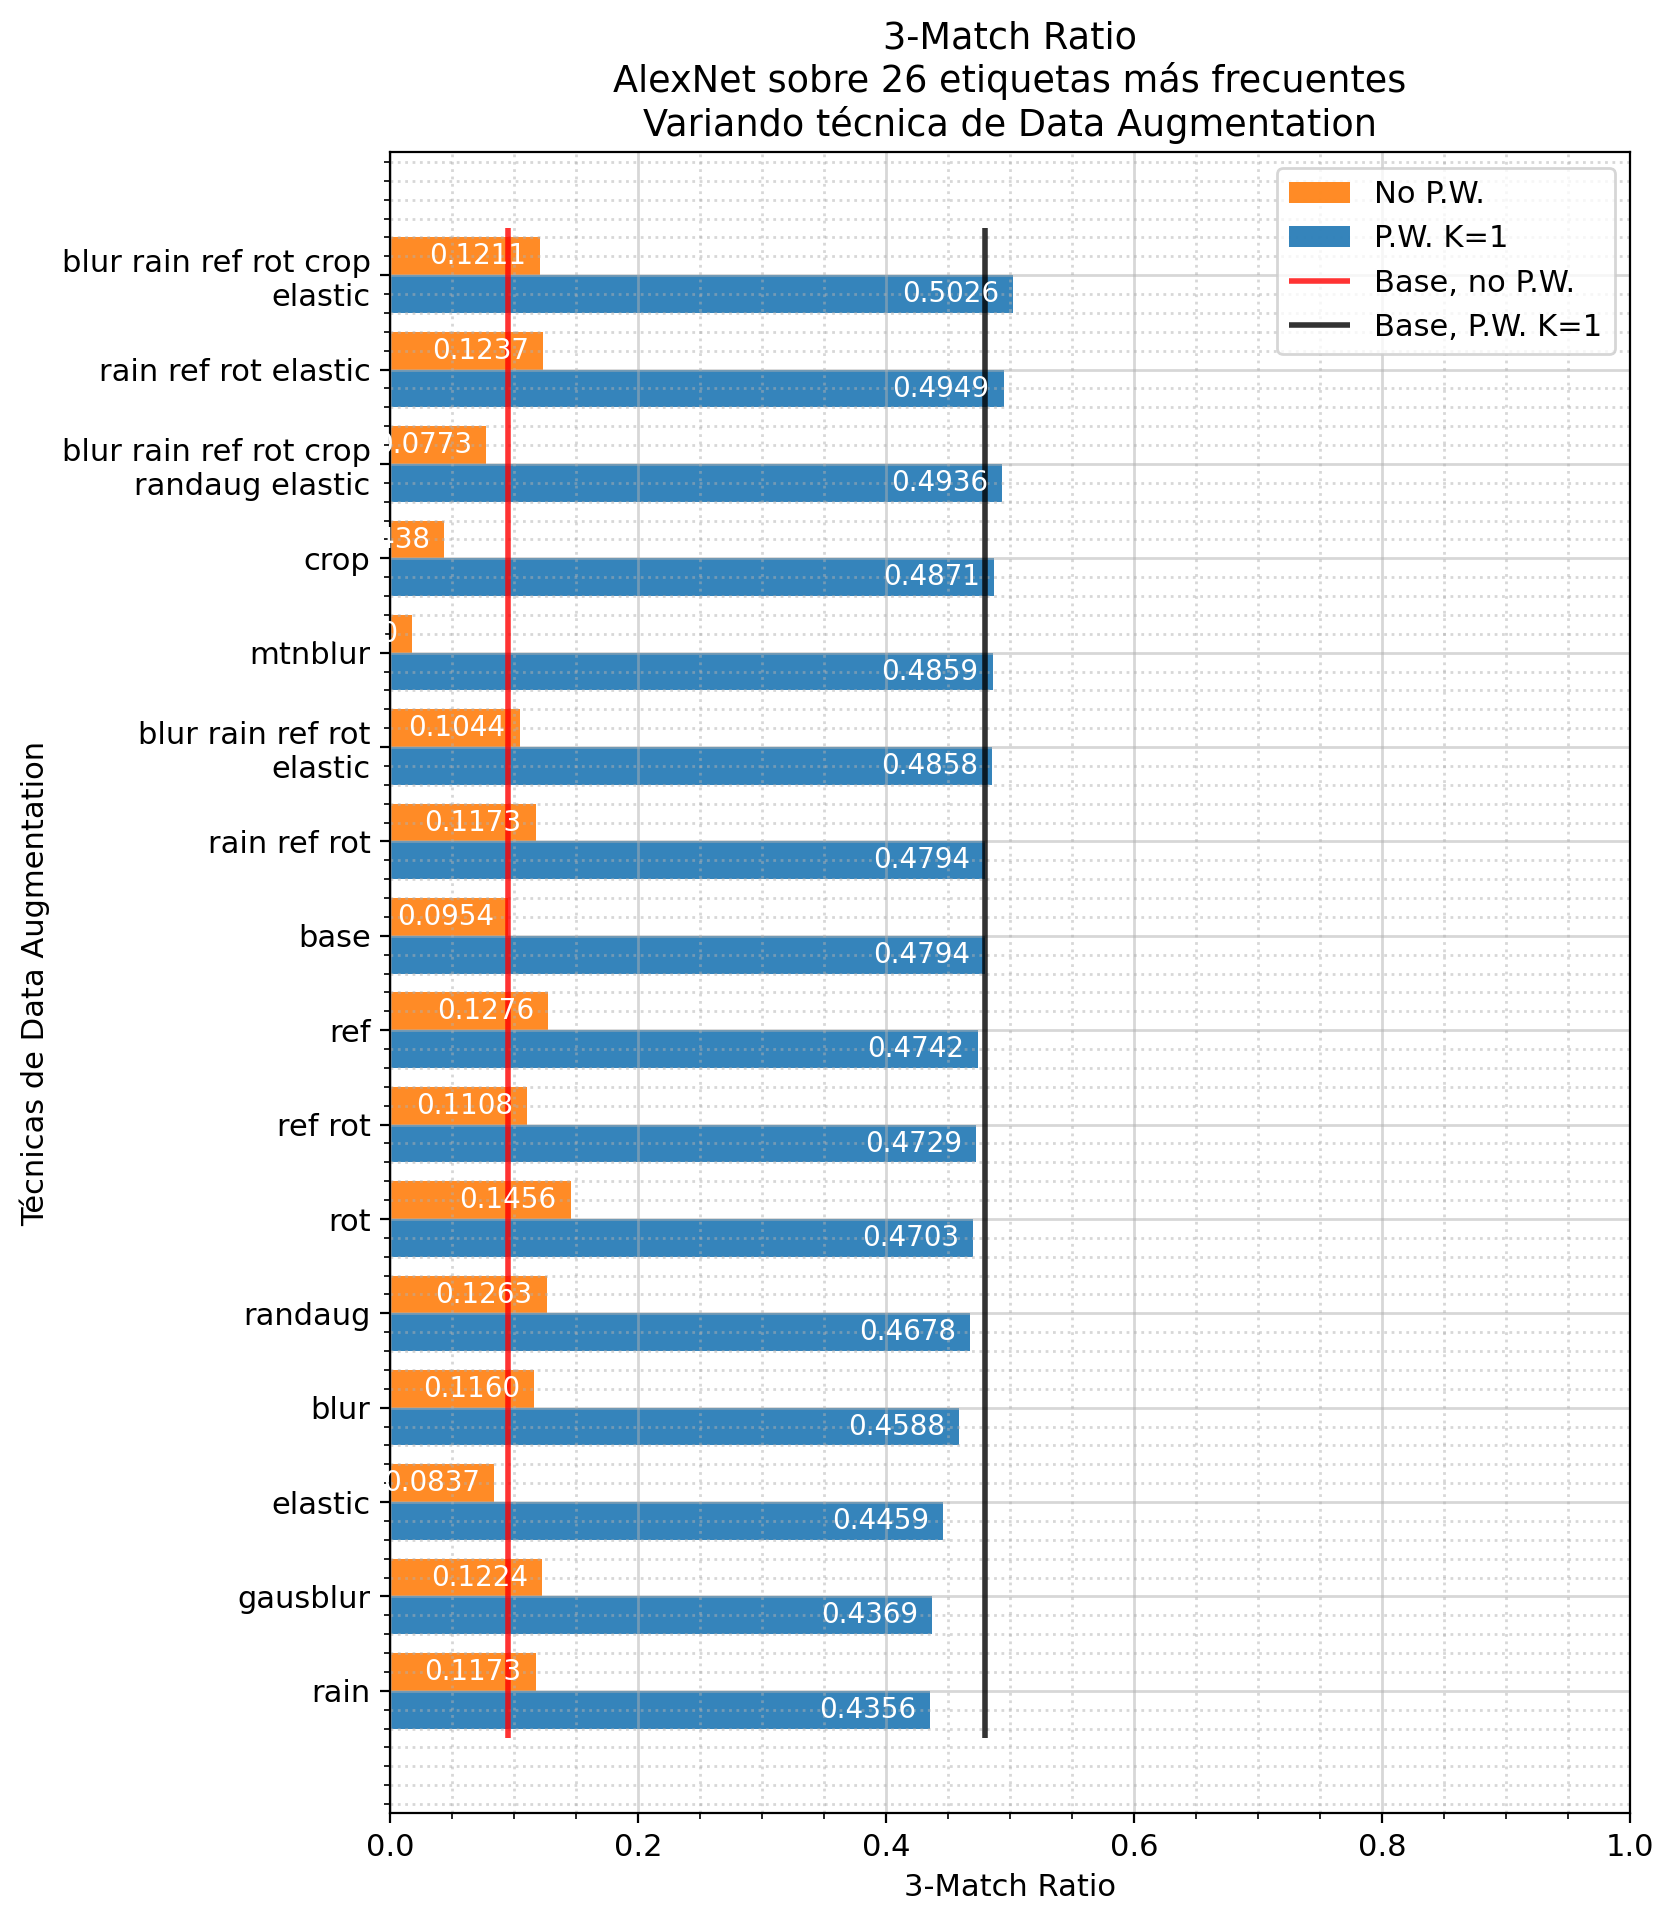 3-Match Ratio
AlexNet sobre 26 etiquetas más frecuentes
Variando técnica de Data Augmentation
No P.W.
P.W. K=1
Base, no P.W.
Base, P.W. K=1
Técnicas de Data Augmentation
blur rain ref rot crop
elastic
0.1211
0.5026
rain ref rot elastic
0.1237
0.4949
blur rain ref rot crop
randaug elastic
.0773
0.4936
crop
38
0.4871
mtnblur
0.4859
blur rain ref rot
elastic
0.1044
0.4858
rain ref rot
0.1173
0.4794
base
0.0954
0.4794
ref
0.1276
0.4742
ref rot
0.1108
0.4729
rot
0.1456
0.4703
randaug
0.1263
0.4678
blur
0.1160
0.4588
elastic
0.0837
0.4459
gausblur
0.1224
0.4369
rain
0.1173
0.4356
0.0 0.2 0.4 0.6 0.8 1.0
3-Match Ratio